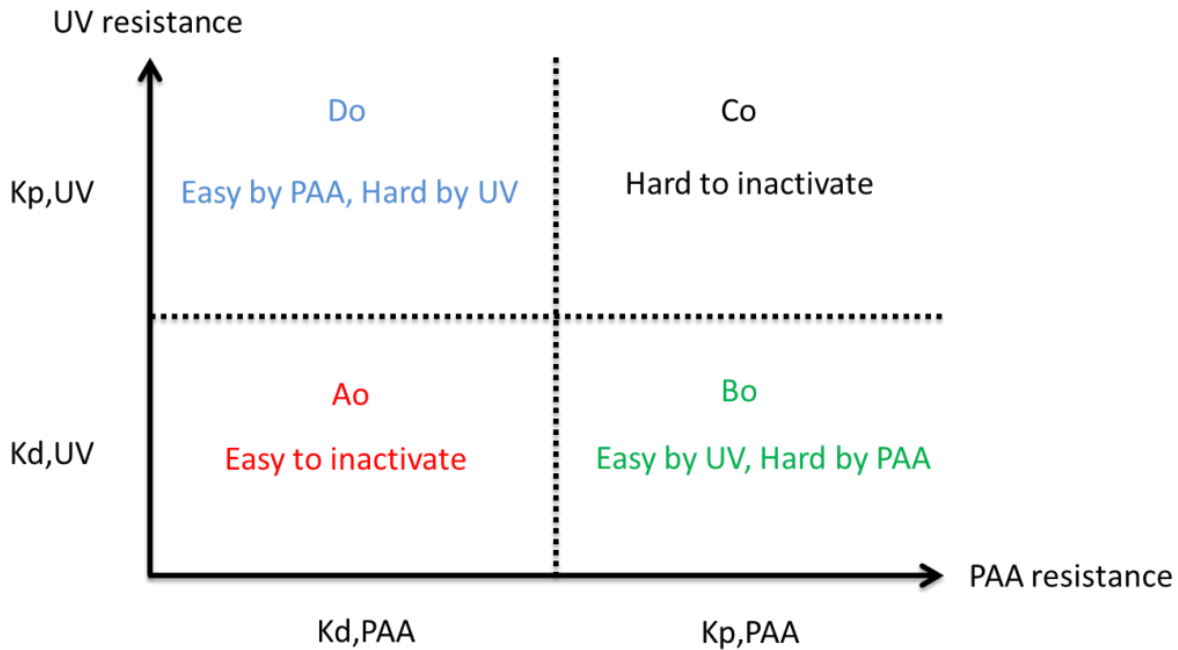 UV resistance
Do
Co
Kp,UV
Easy by PAA, Hard by UV
Hard to inactivate
Ao
Bo
Kd,UV
Easy to inactivate
Easy by UV, Hard by PAA
PAA resistance
Kd,PAA
Kp,PAA